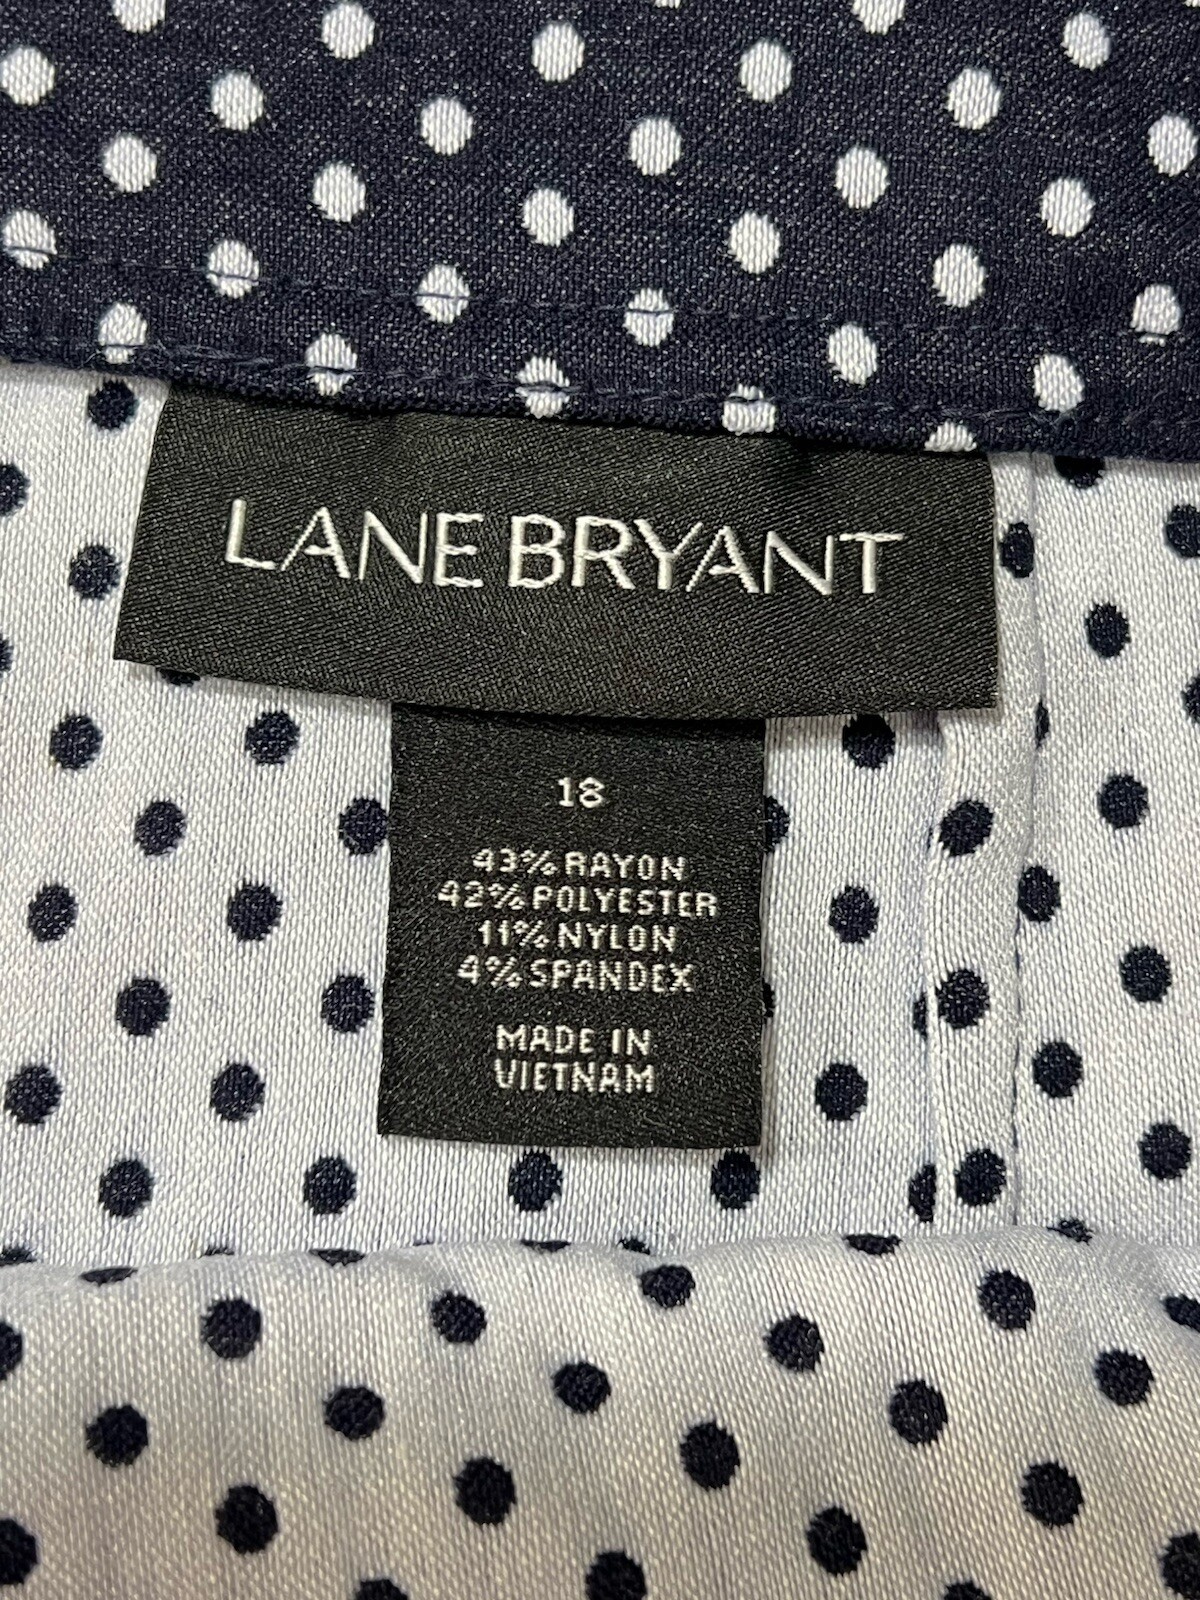 LANE BRYANT
18
43% RAYON
42% POLYESTER
11% NYLON
4% SPANDEX
MADE IN
VIETNAM